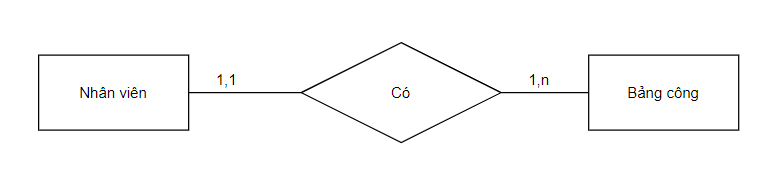 Nhân viên
1,1
Có
1,n
Bảng công